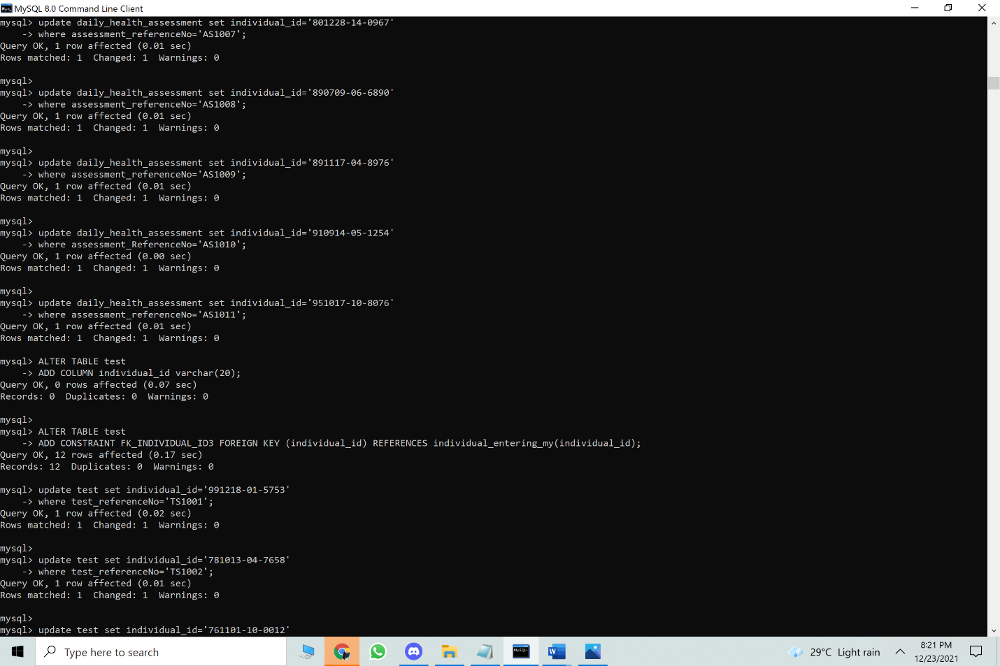 MySQL 8.0 Command Line Client
mysql> update daily_health_assessment set individual_id='801228-14-0967'
    -> where assessment_referenceNo='AS1007';
Query OK, 1 row affected (0.01 sec)
Rows matched: 1  Changed: 1  Warnings: 0

mysql>
mysql> update daily_health_assessment set individual_id='890709-06-6890'
    -> where assessment_referenceNo='AS1008';
Query OK, 1 row affected (0.01 sec)
Rows matched: 1  Changed: 1  Warnings: 0

mysql>
mysql> update daily_health_assessment set individual_id='891117-04-8976'
    -> where assessment_referenceNo='AS1009';
Query OK, 1 row affected (0.01 sec)
Rows matched: 1  Changed: 1  Warnings: 0

mysql>
mysql> update daily_health_assessment set individual_id='910914-05-1254'
    -> where assessment_ReferenceNo='AS1010';
Query OK, 1 row affected (0.00 sec)
Rows matched: 1  Changed: 1  Warnings: 0

mysql>
mysql> update daily_health_assessment set individual_id='951017-10-8076'
    -> where assessment_referenceNo='AS1011';
Query OK, 1 row affected (0.01 sec)
Rows matched: 1  Changed: 1  Warnings: 0

mysql> ALTER TABLE test
    -> ADD COLUMN individual_id varchar(20);
Query OK, 0 rows affected (0.07 sec)
Records: 0  Duplicates: 0  Warnings: 0

mysql>
mysql> ALTER TABLE test
    -> ADD CONSTRAINT FK_INDIVIDUAL_ID3 FOREIGN KEY (individual_id) REFERENCES individual_entering_my(individual_id);
Query OK, 12 rows affected (0.17 sec)
Records: 12  Duplicates: 0  Warnings: 0

mysql> update test set individual_id='991218-01-5753'
    -> where test_referenceNo='TS1001';
Query OK, 1 row affected (0.02 sec)
Rows matched: 1  Changed: 1  Warnings: 0

mysql>
mysql> update test set individual_id='781013-04-7658'
    -> where test_referenceNo='TS1002';
Query OK, 1 row affected (0.01 sec)
Rows matched: 1  Changed: 1  Warnings: 0

mysql>
mysql> update test set individual_id='761101-10-0012'
Type here to search
29°C Light rain
8:21 PM
12/23/2021